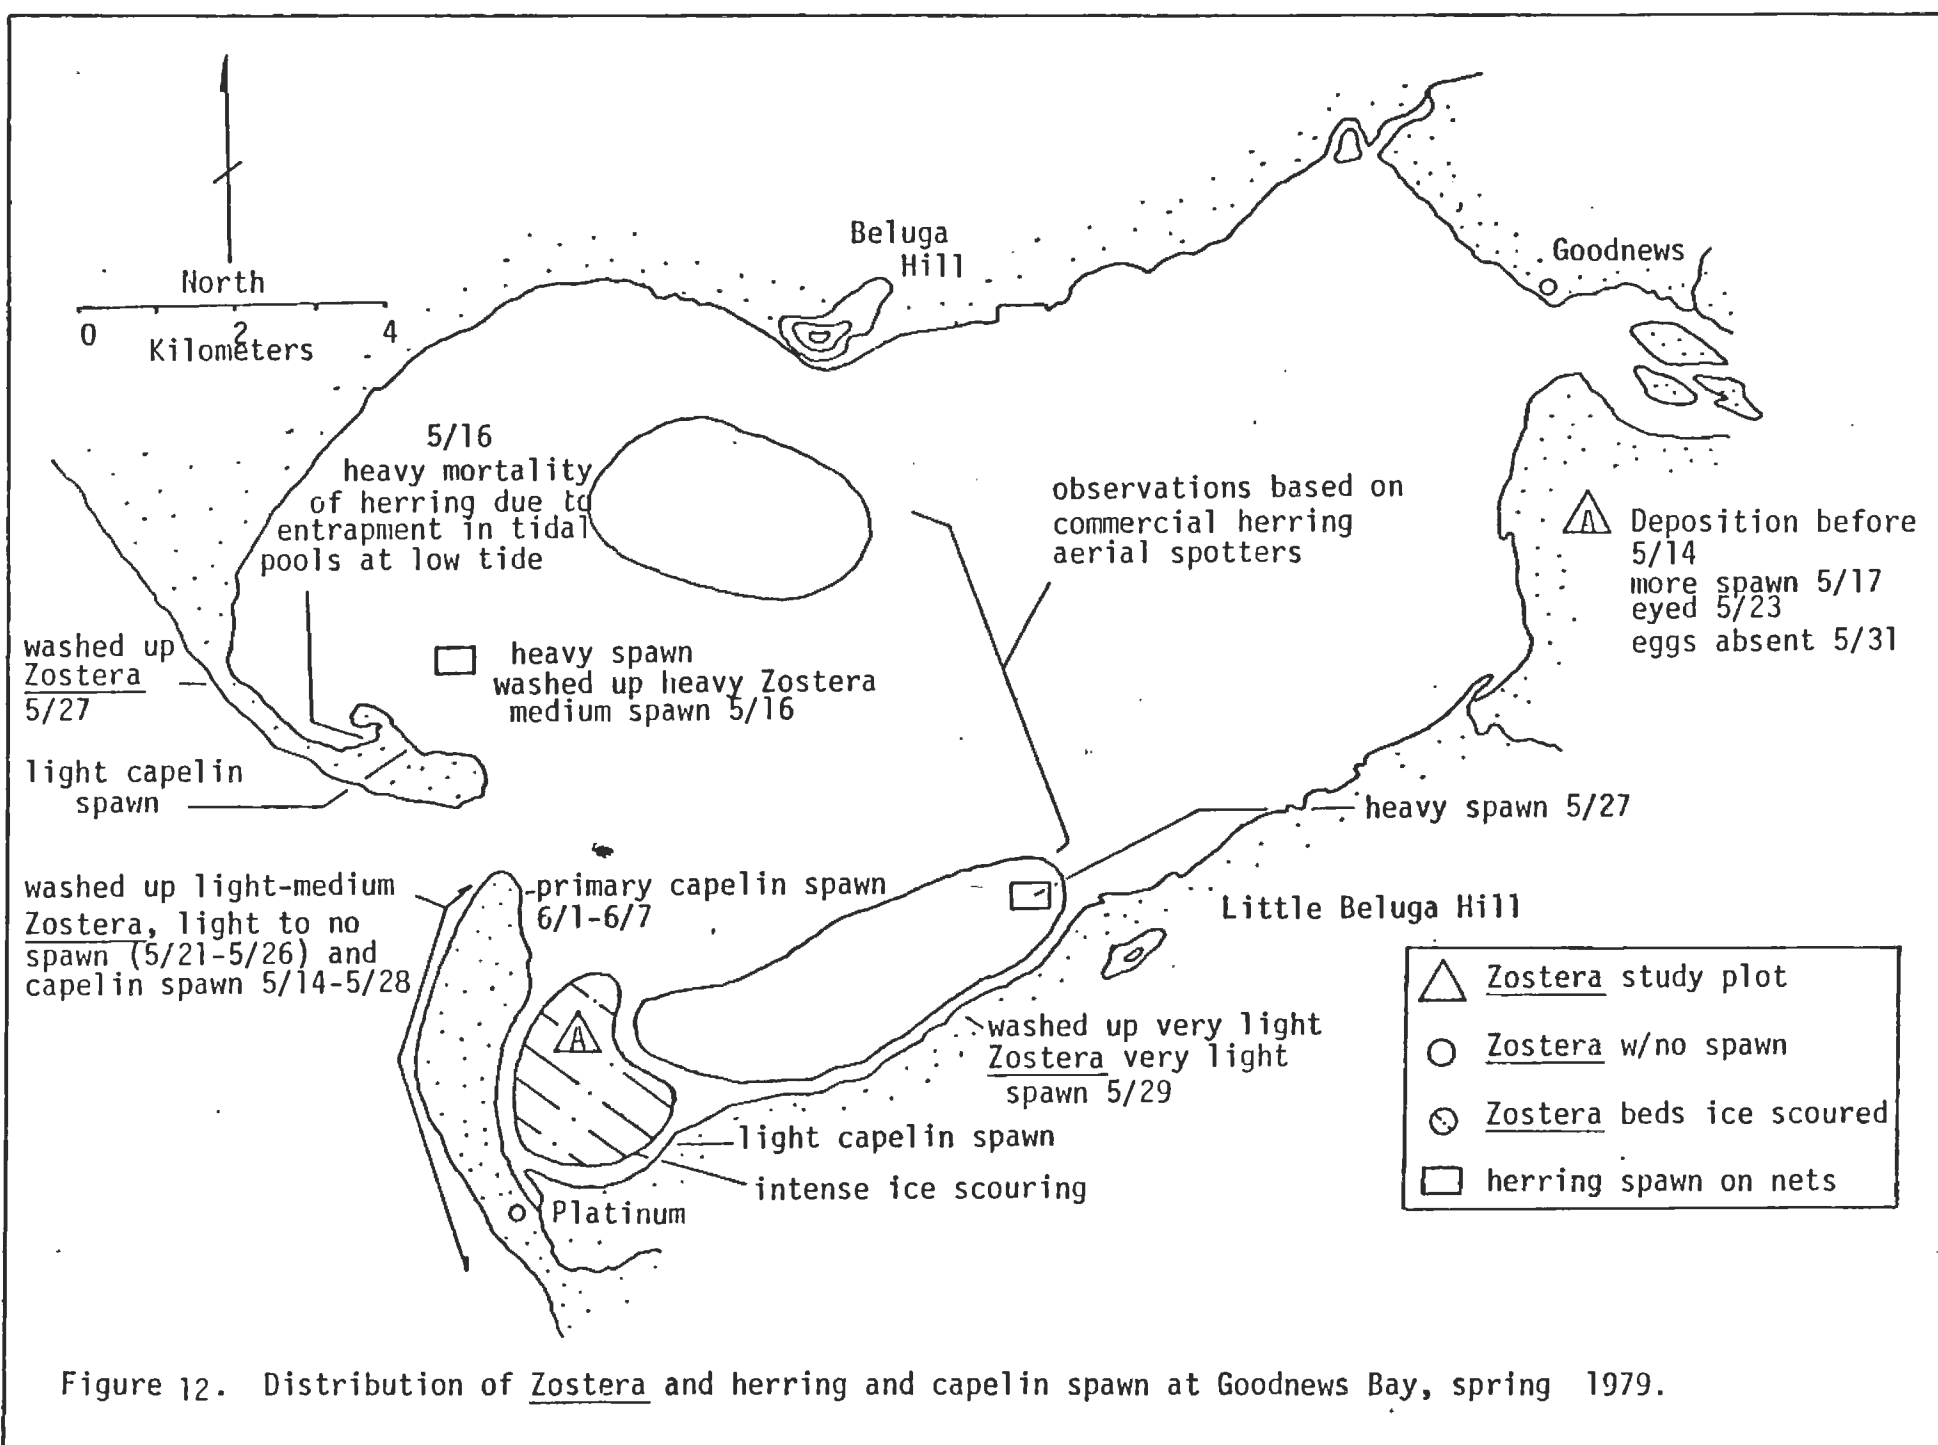 North
0 2 4
Kilometers
Beluga
Hill
Goodnews
5/16
heavy mortality
of herring due to
entrapment in tidal
pools at low tide
observations based on
commercial herring
aerial spotters
A Deposition before
5/14
more spawn 5/17
eyed 5/23
eggs absent 5/31
washed up
Zostera
5/27
heavy spawn
washed up heavy Zostera
medium spawn 5/16
light capelin
spawn
heavy spawn 5/27
washed up light-medium
Zostera, light to no
spawn (5/21-5/26) and
capelin spawn 5/14-5/28
primary capelin spawn
6/1-6/7
Little Beluga Hill
A
washed up very light
Zostera very light
spawn 5/29
light capelin spawn
intense ice scouring
Platinum
Zostera study plot
Zostera w/no spawn
Zostera beds ice scoured
herring spawn on nets
Figure 12. Distribution of Zostera and herring and capelin spawn at Goodnews Bay, spring 1979.